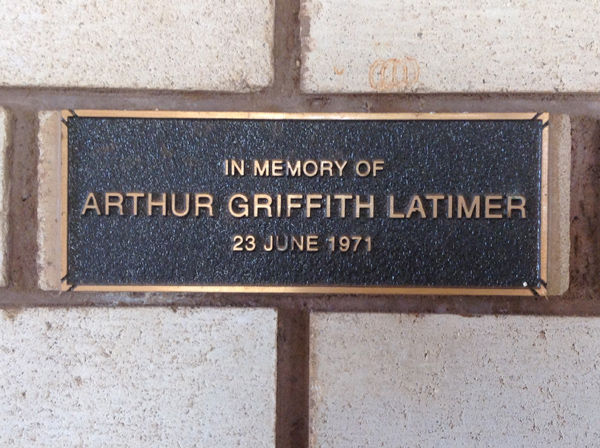 IN MEMORY OF
ARTHUR GRIFFITH LATIMER
23 JUNE 1971